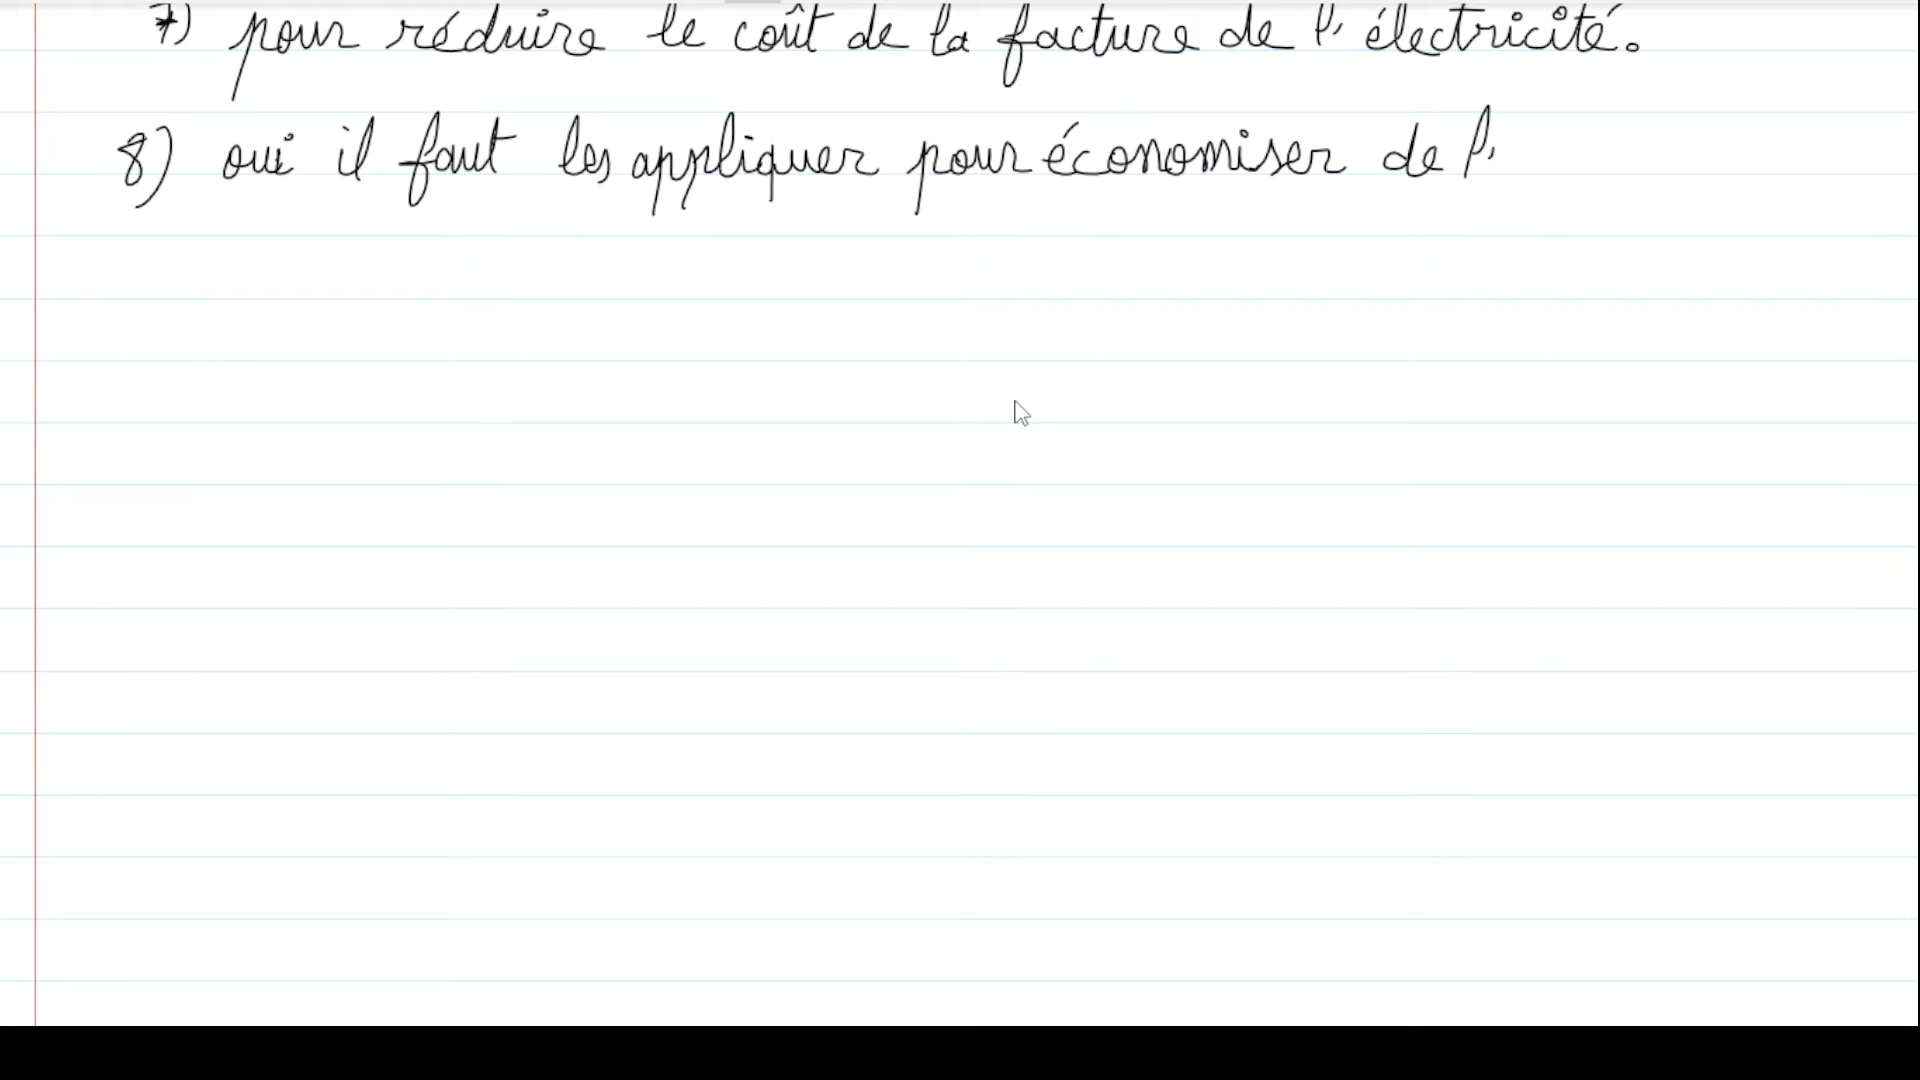 7) pour réduire le coût de la facture de l'électricité.
8) oui il faut les appliquer pour économiser de l'